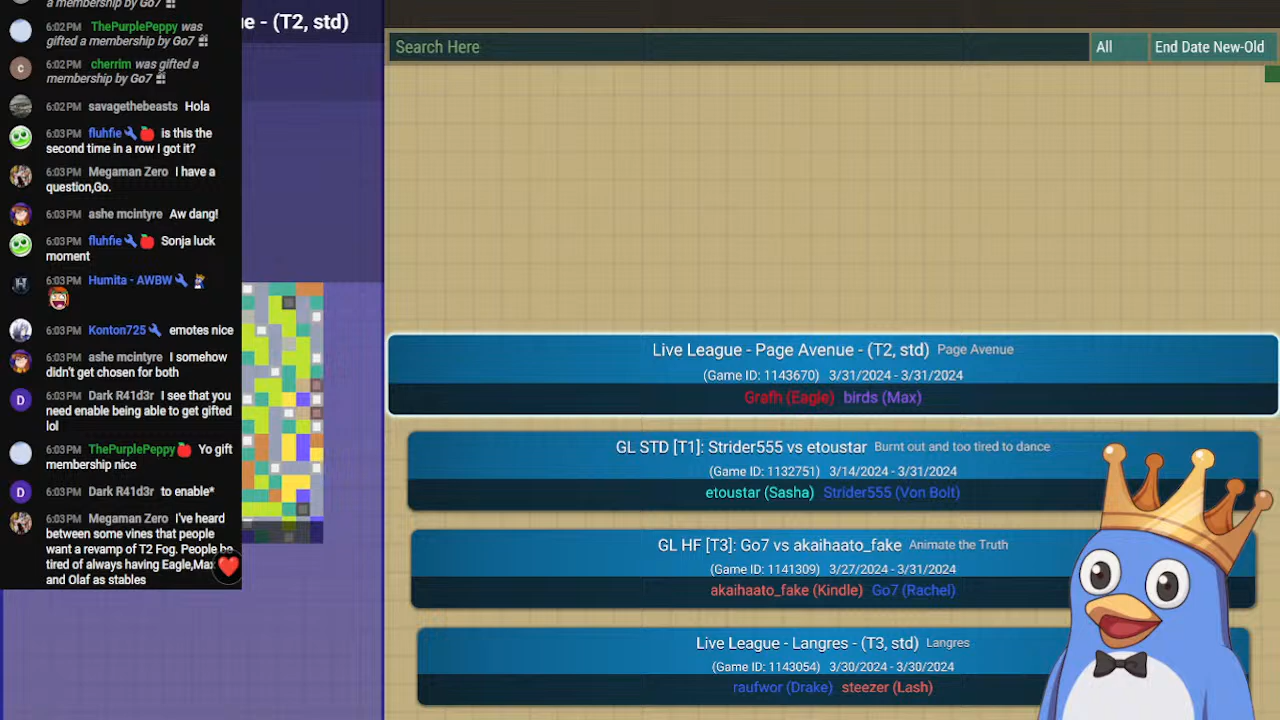 a membership by Go7
6:02 PM ThePurplePeppy was
gifted a membership by Go7
6:02 PM cherrim was gifted a
membership by Go7
6:02 PM savagethebeasts Hola
6:03 PM fluhfie is this the
second time in a row I got it?
6:03 PM Megaman Zero I have a
question,Go.
6:03 PM ashe mcintyre Aw dang!
6:03 PM fluhfie Sonja luck
moment
6:03 PM Humita - AWBW
6:03 PM Konton725 emotes nice
6:03 PM ashe mcintyre I somehow
didn't get chosen for both
6:03 PM Dark R41d3r I see that you
need enable being able to get gifted
lol
6:03 PM ThePurplePeppy Yo gift
membership nice
6:03 PM Dark R41d3r to enable*
6:03 PM Megaman Zero I've heard
between some vines that people
want a revamp of T2 Fog. People be
tired of always having Eagle,Max
and Olaf as stables
e - (T2, std)
Search Here
All
End Date New-Old
Live League - Page Avenue - (T2, std) Page Avenue
(Game ID: 1143670) 3/31/2024 - 3/31/2024
Grafh (Eagle) birds (Max)
GL STD [T1]: Strider555 vs etoustar Burnt out and too tired to dance
(Game ID: 1132751) 3/14/2024 - 3/31/2024
etoustar (Sasha) Strider555 (Von Bolt)
GL HF [T3]: Go7 vs akaihaato_fake Animate the Truth
(Game ID: 1141309) 3/27/2024 - 3/31/2024
akaihaato_fake (Kindle) Go7 (Rachel)
Live League - Langres - (T3, std) Langres
(Game ID: 1143054) 3/30/2024 - 3/30/2024
raufwor (Drake) steezer (Lash)